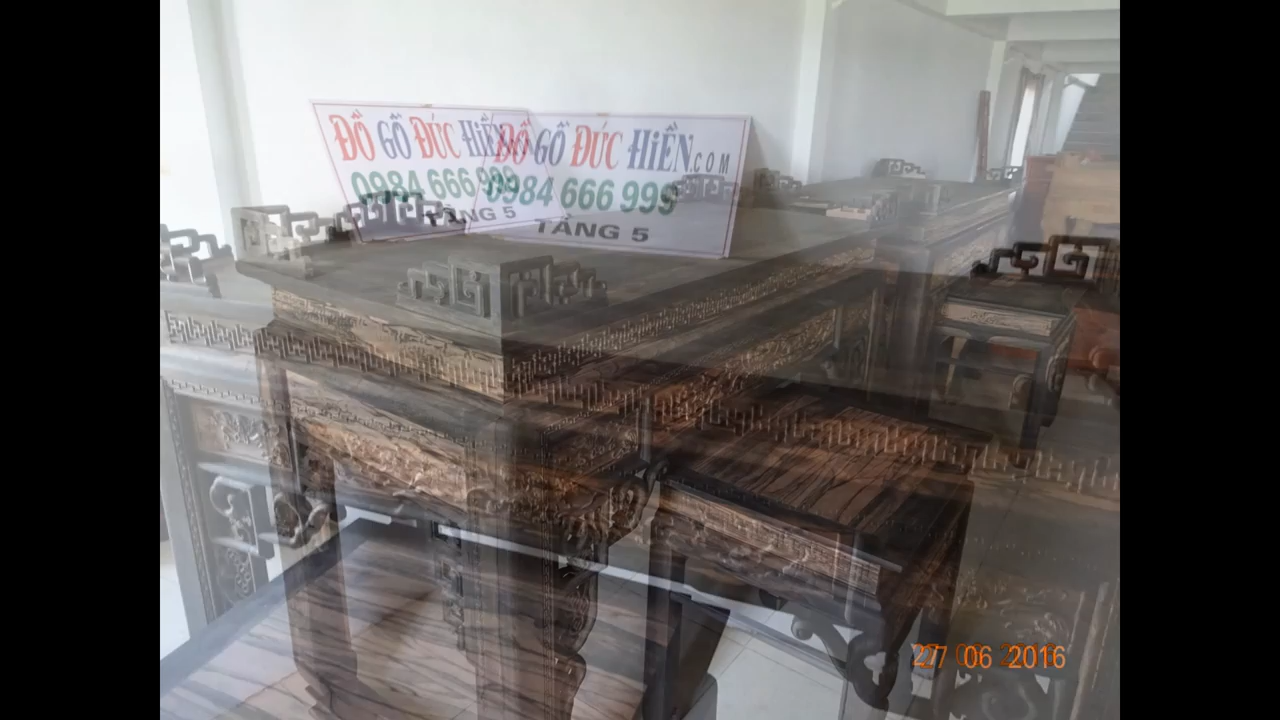 ĐỒ GỖ ĐỨC HIỀN
0984 666 999
TẦNG 5
ĐỒ GỖ ĐỨC HIỀN.COM
0984 666 999
TẦNG 5
27 06 2016